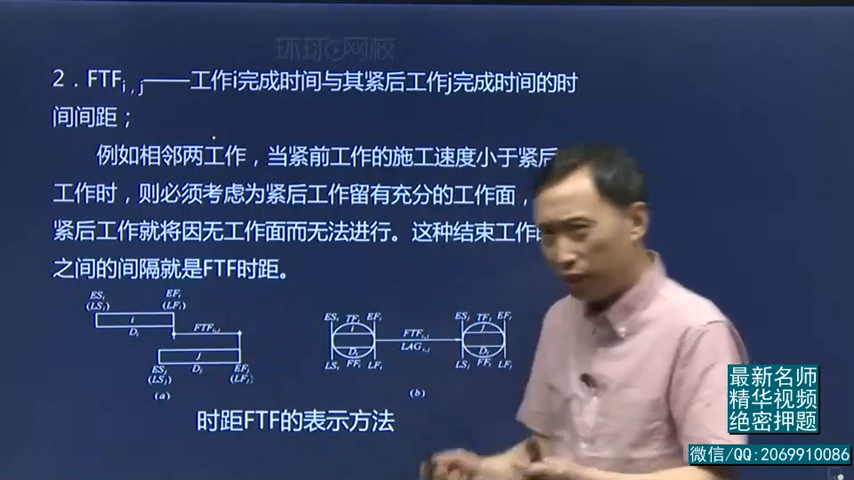 环球网校
2．FTFi，j——工作i完成时间与其紧后工作j完成时间的时
间间距；
例如相邻两工作，当紧前工作的施工速度小于紧后
工作时，则必须考虑为紧后工作留有充分的工作面，
紧后工作就将因无工作面而无法进行。这种结束工作
之间的间隔就是FTF时距。
ESi EFi
(LSi) (LFi)
i
Di
FTFi,j
j
ESj Dj EFj
(LSj) (LFj)
(a)
ESi TFi EFi
i
Di
LSi FFi LFi
FTFi,j
LAGi,j
ESj TFj EFj
j
Dj
LSj FFj LFj
(b)
时距FTF的表示方法
最新名师
精华视频
绝密押题
微信/QQ:2069910086